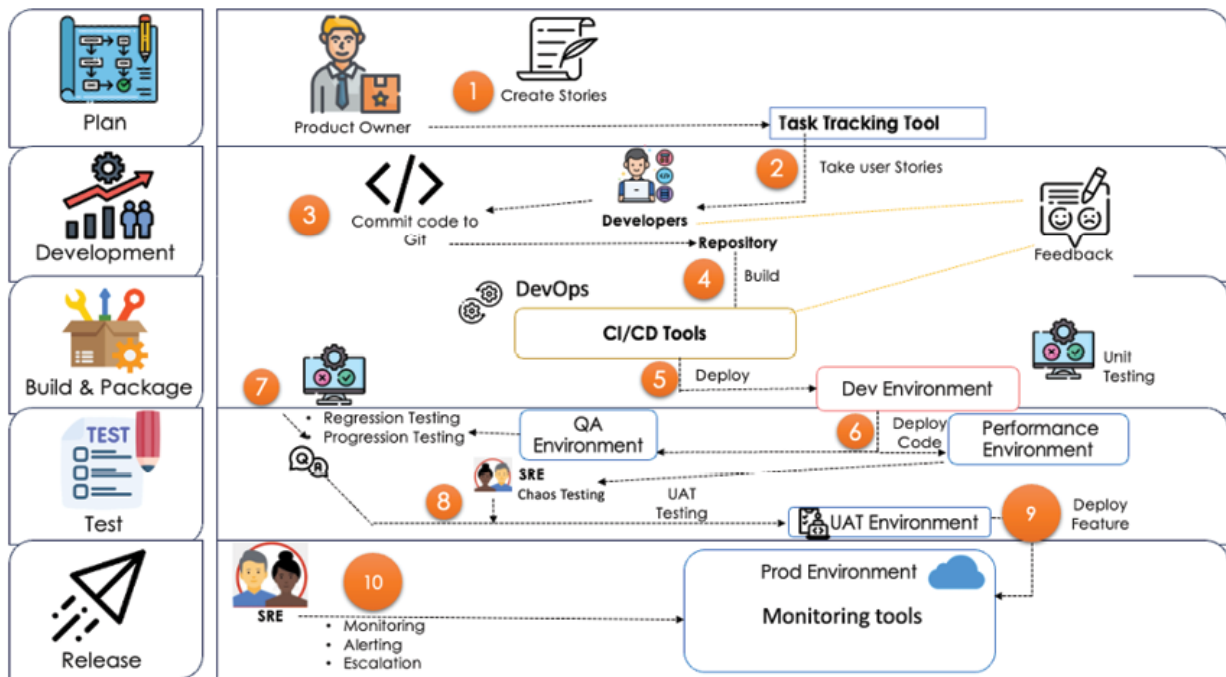 Plan
Product Owner
1
Create Stories
Task Tracking Tool
Development
2
Take user Stories
3
Commit code to
Git
Developers
Repository
Feedback
4
Build
Build & Package
DevOps
CI/CD Tools
5
Deploy
Dev Environment
Unit
Testing
7
TEST
Test
• Regression Testing
• Progression Testing
QA
Environment
6
Deploy
Code
Performance
Environment
Q
A
SRE
Chaos Testing
8
UAT
Testing
UAT Environment
9
Deploy
Feature
Release
SRE
10
• Monitoring
• Alerting
• Escalation
Prod Environment
Monitoring tools